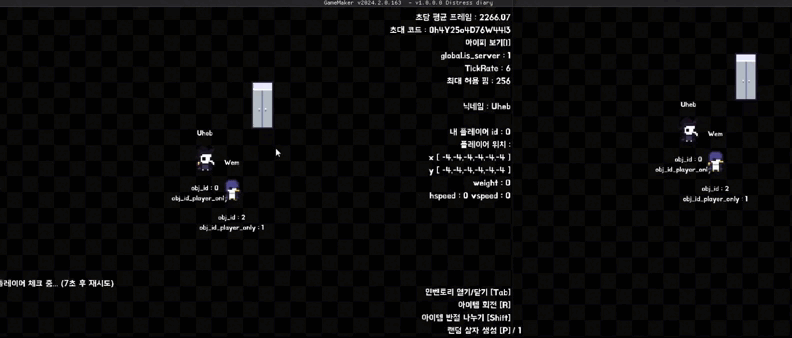 GameMaker v2024.2.0.163 - v1.0.0.0 Distress diary
초당 평균 프레임 : 2266.07
초대 코드 : 0h4Y25o4D76W44l3
아이피 보기[I]
global.is_server : 1
TickRate : 6
최대 허용 핑 : 256
닉네임 : Uheb
내 플레이어 id : 0
플레이어 위치 :
x [ -4,-4,-4,-4,-4,-4 ]
y [ -4,-4,-4,-4,-4,-4 ]
weight : 0
hspeed : 0 vspeed : 0
Uheb
Wem
obj_id : 0
obj_id_player_onl
obj_id : 2
obj_id_player_only : 1
플레이어 체크 중... (7초 후 재시도)
인벤토리 열기/닫기 [Tab]
아이템 회전 [R]
아이템 반절 나누기 [Shift]
랜덤 상자 생성 [P] / 1
Uheb
Wem
obj_id : 0
obj_id_player_onl
obj_id : 2
obj_id_player_only : 1